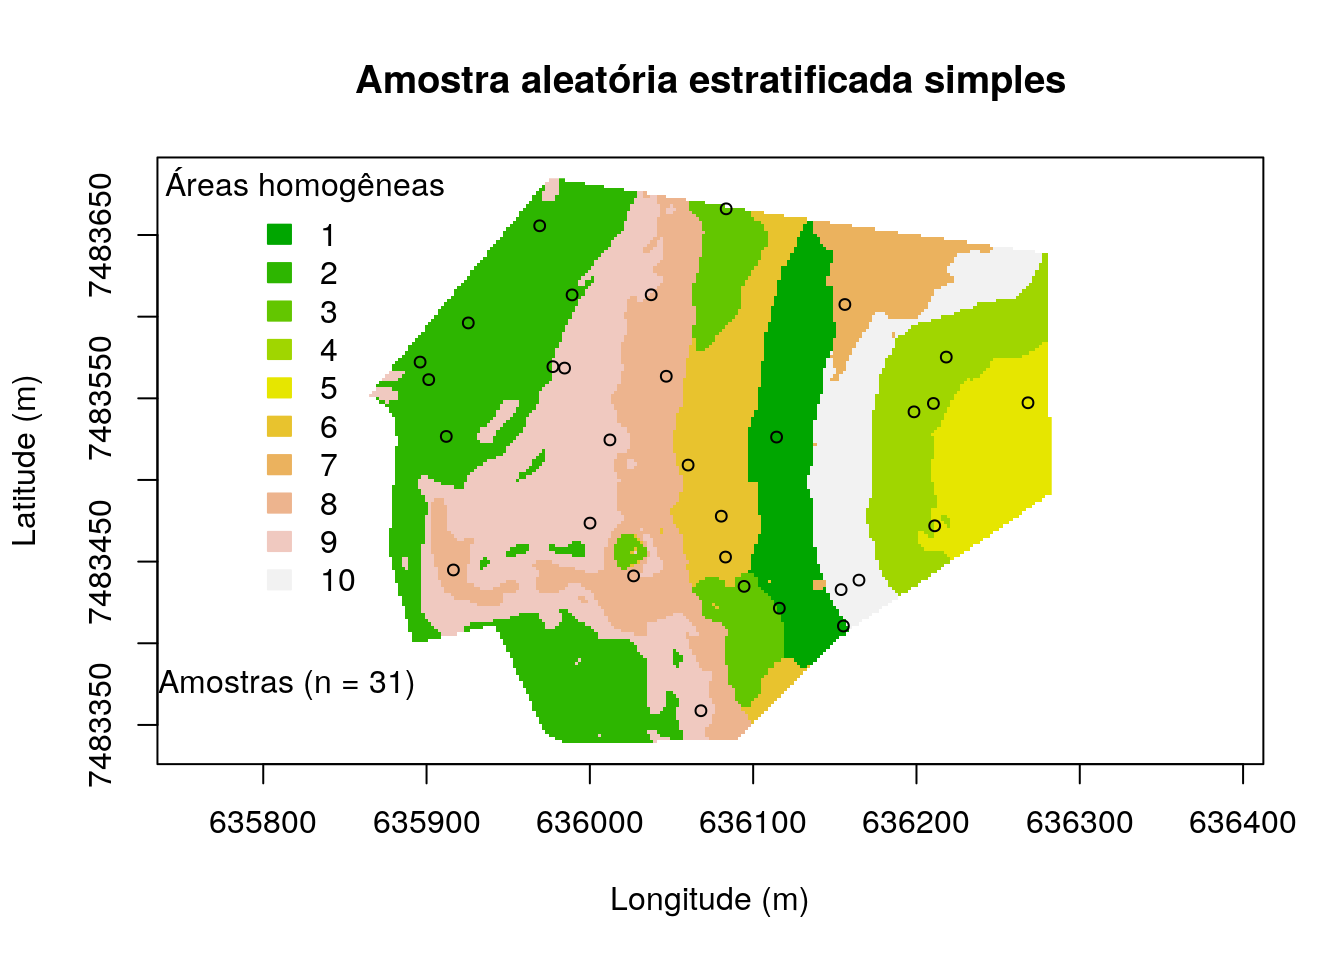 Amostra aleatória estratificada simples
Áreas homogêneas
1
2
3
4
5
6
7
8
9
10
Amostras (n = 31)
Latitude (m)
7483650
7483550
7483450
7483350
635800 635900 636000 636100 636200 636300 636400
Longitude (m)